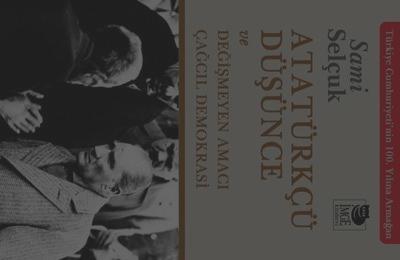 Türkiye Cumhuriyeti'nin 100. Yılına Armağan
Sami
Selçuk
ATATÜRKÇÜ
DÜŞÜNCE
ve
DEĞİŞMEYEN AMACI
ÇAĞCIL DEMOKRASİ
İMGE